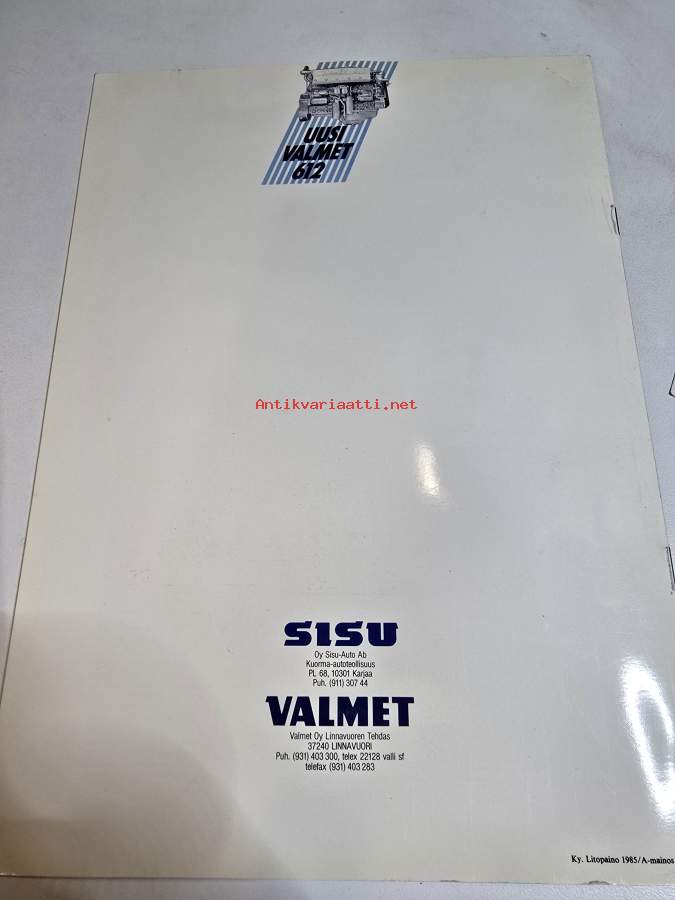 UUSI
VALMET
612
Antikvariaatti.net
SISU
Oy Sisu-Auto Ab
Kuorma-autoteollisuus
PL 68, 10301 Karjaa
Puh. (911) 307 44
VALMET
Valmet Oy Linnavuoren Tehdas
37240 LINNAVUORI
Puh. (931) 403 300, telex 22128 valli sf
telefax (931) 403 283
Ky. Litopaino 1985/A-mainos